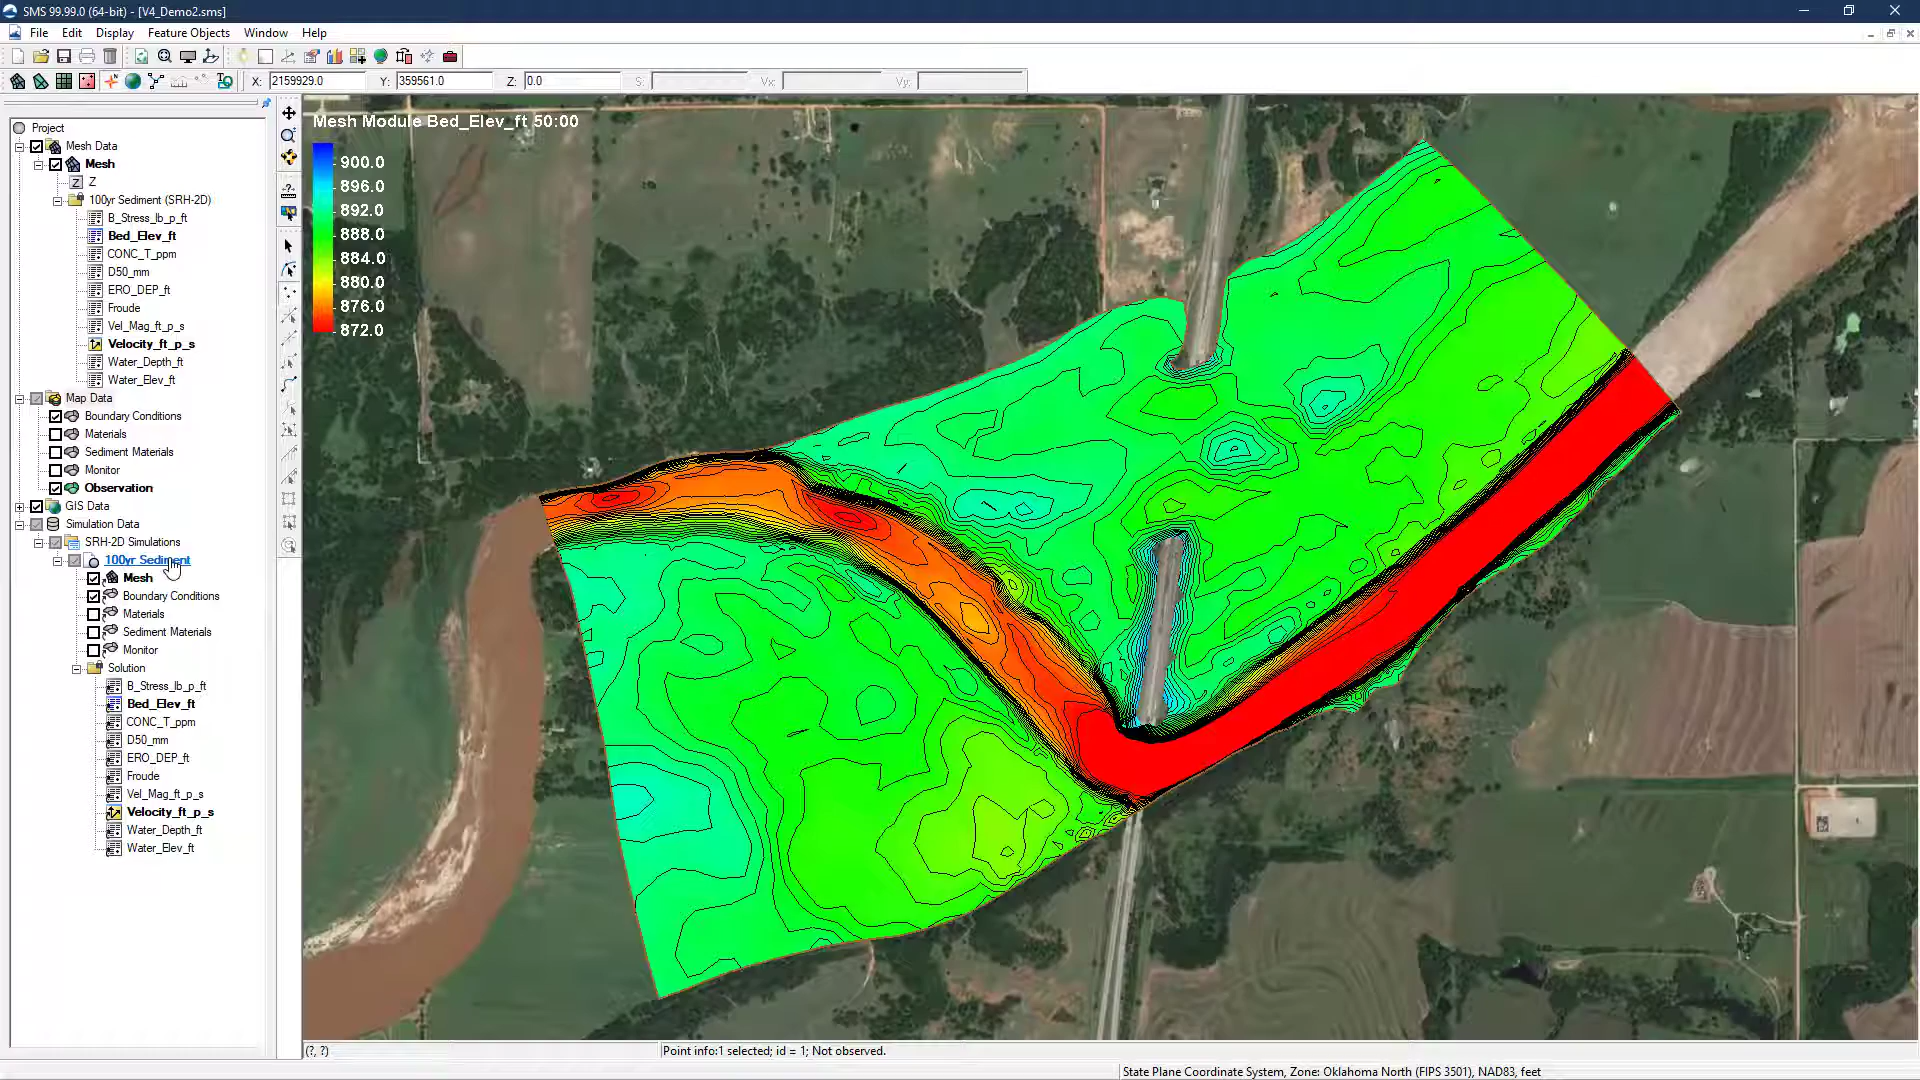 SMS 99.99.0 (64-bit) - [V4_Demo2.sms]
File Edit Display Feature Objects Window Help
X: 2159929.0 Y: 359561.0 Z: 0.0 S: Vx: Vy:
Project
Mesh Data
Mesh
Z Z
100yr Sediment (SRH-2D)
B_Stress_lb_p_ft
Bed_Elev_ft
CONC_T_ppm
D50_mm
ERO_DEP_ft
Froude
Vel_Mag_ft_p_s
Velocity_ft_p_s
Water_Depth_ft
Water_Elev_ft
Map Data
Boundary Conditions
Materials
Sediment Materials
Monitor
Observation
GIS Data
Simulation Data
SRH-2D Simulations
100yr Sediment
Mesh
Boundary Conditions
Materials
Sediment Materials
Monitor
Solution
B_Stress_lb_p_ft
Bed_Elev_ft
CONC_T_ppm
D50_mm
ERO_DEP_ft
Froude
Vel_Mag_ft_p_s
Velocity_ft_p_s
Water_Depth_ft
Water_Elev_ft
Mesh Module Bed_Elev_ft 50:00
900.0
896.0
892.0
888.0
884.0
880.0
876.0
872.0
(?, ?)
Point info:1 selected; id = 1; Not observed.
State Plane Coordinate System, Zone: Oklahoma North (FIPS 3501), NAD83, feet